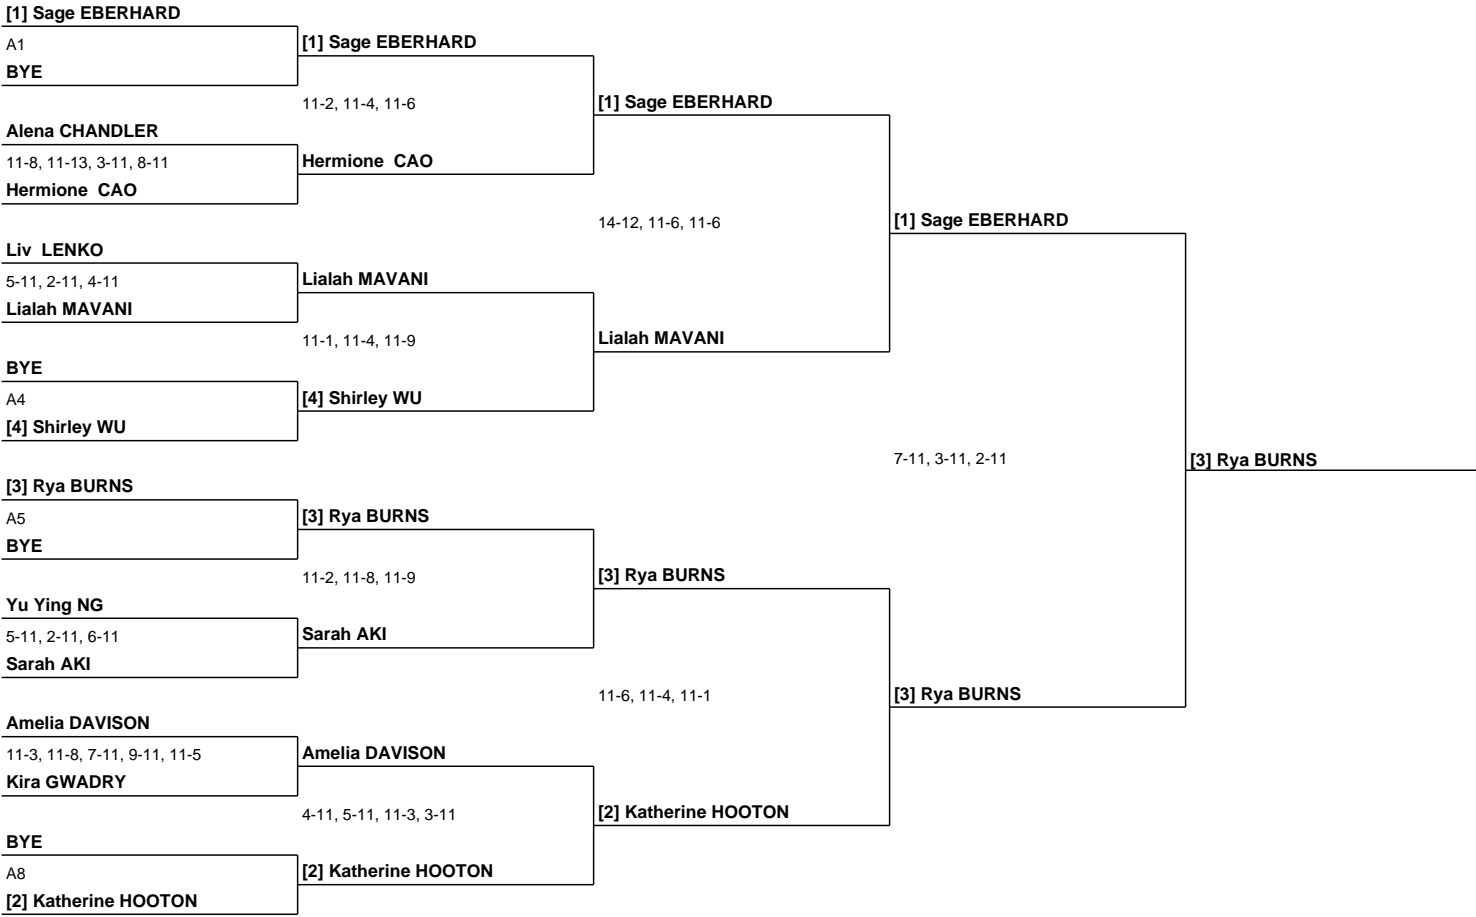 [1] Sage EBERHARD
A1
BYE
Alena CHANDLER
11-8, 11-13, 3-11, 8-11
Hermione  CAO
Liv  LENKO
5-11, 2-11, 4-11
Lialah MAVANI
BYE
A4
[4] Shirley WU
[3] Rya BURNS
A5
BYE
Yu Ying NG
5-11, 2-11, 6-11
Sarah AKI
Amelia DAVISON
11-3, 11-8, 7-11, 9-11, 11-5
Kira GWADRY
BYE
A8
[2] Katherine HOOTON
[1] Sage EBERHARD
11-2, 11-4, 11-6
Hermione  CAO
Lialah MAVANI
11-1, 11-4, 11-9
[4] Shirley WU
[3] Rya BURNS
11-2, 11-8, 11-9
Sarah AKI
Amelia DAVISON
4-11, 5-11, 11-3, 3-11
[2] Katherine HOOTON
[1] Sage EBERHARD
14-12, 11-6, 11-6
Lialah MAVANI
[3] Rya BURNS
11-6, 11-4, 11-1
[2] Katherine HOOTON
[1] Sage EBERHARD
7-11, 3-11, 2-11
[3] Rya BURNS
[3] Rya BURNS